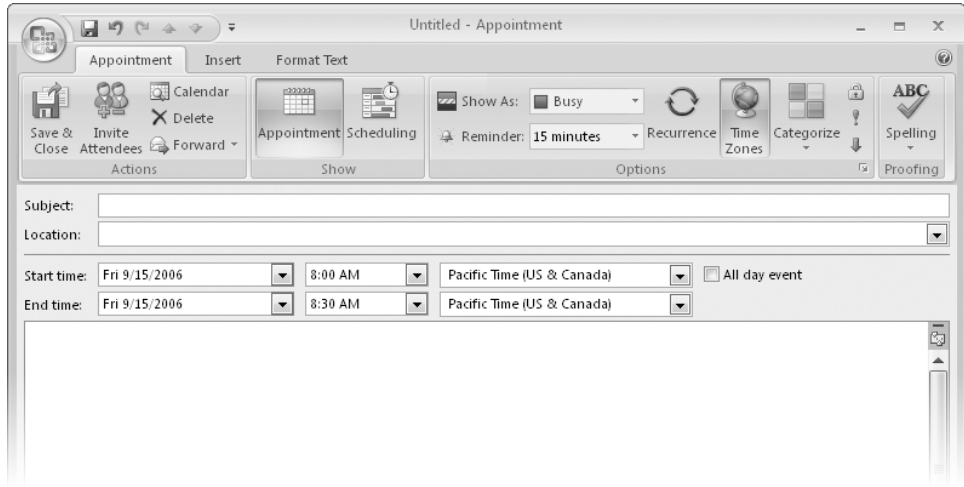 Untitled - Appointment
Appointment Insert Format Text
Save & Close
Invite Attendees
Calendar
Delete
Forward
Actions
Appointment Scheduling
Show
Show As: Busy
Reminder: 15 minutes
Recurrence
Time Zones
Categorize
Options
ABC
Spelling
Proofing
Subject:
Location:
Start time: Fri 9/15/2006 8:00 AM Pacific Time (US & Canada) All day event
End time: Fri 9/15/2006 8:30 AM Pacific Time (US & Canada)